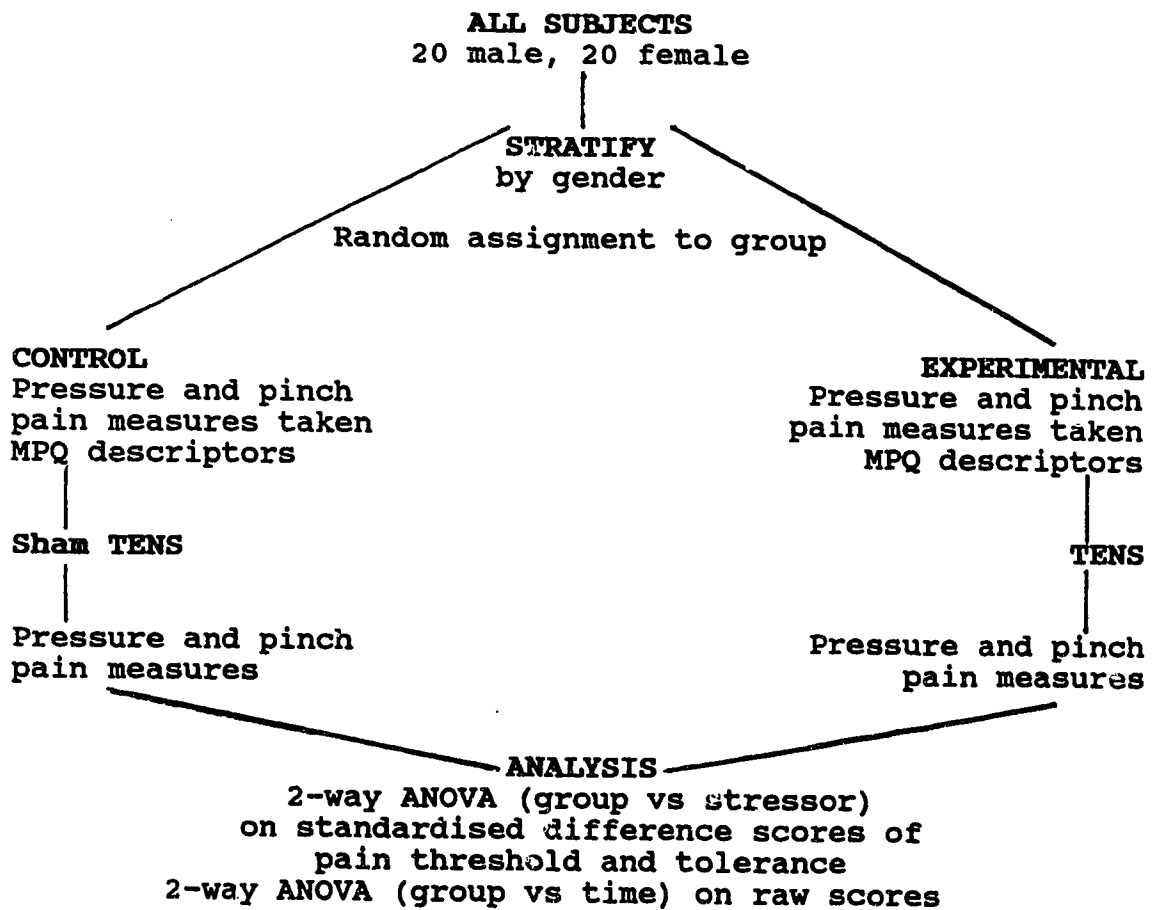 ALL SUBJECTS
20 male, 20 female
STRATIFY
by gender
Random assignment to group
CONTROL
Pressure and pinch
pain measures taken
MPQ descriptors
Sham TENS
Pressure and pinch
pain measures
EXPERIMENTAL
Pressure and pinch
pain measures taken
MPQ descriptors
TENS
Pressure and pinch
pain measures
ANALYSIS
2-way ANOVA (group vs stressor)
on standardised difference scores of
pain threshold and tolerance
2-way ANOVA (group vs time) on raw scores